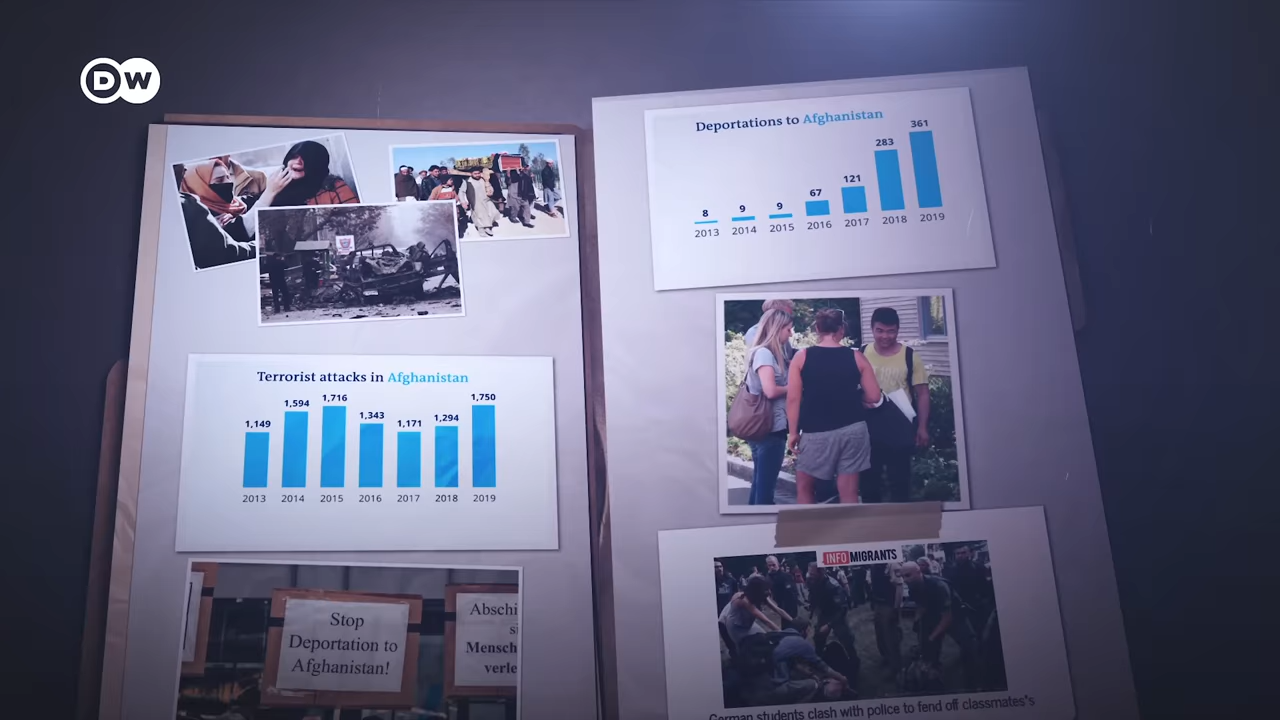 DW
Terrorist attacks in Afghanistan
1,149
1,594
1,716
1,343
1,171
1,294
1,750
2013 2014 2015 2016 2017 2018 2019
Stop
Deportation to
Afghanistan!
Abschi
Mensch
verle
Deportations to Afghanistan
8
9
9
67
121
283
361
2013 2014 2015 2016 2017 2018 2019
INFO MIGRANTS
German students clash with police to fend off classmates's